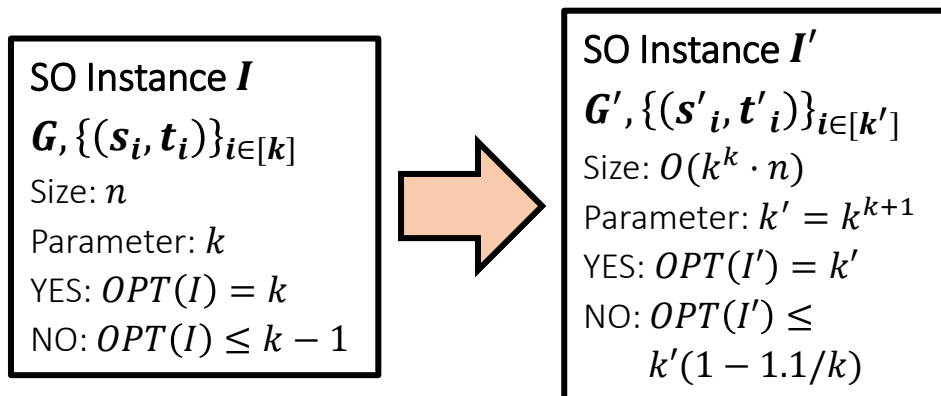 SO Instance I
G, {(s_i, t_i)}_{i∈[k]}
Size: n
Parameter: k
YES: OPT(I) = k
NO: OPT(I) ≤ k − 1
SO Instance I′
G′, {(s′_i, t′_i)}_{i∈[k′]}
Size: O(k^k · n)
Parameter: k′ = k^{k+1}
YES: OPT(I′) = k′
NO: OPT(I′) ≤
k′(1 − 1.1/k)